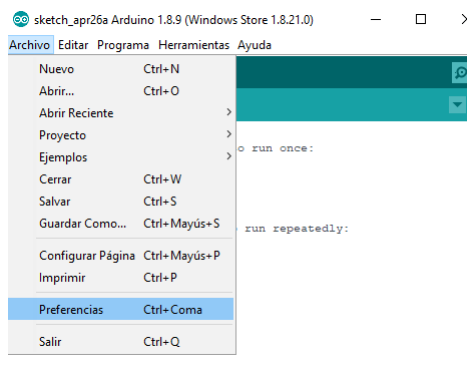 sketch_apr26a Arduino 1.8.9 (Windows Store 1.8.21.0)
Archivo Editar Programa Herramientas Ayuda
Nuevo Ctrl+N
Abrir... Ctrl+O
Abrir Reciente
Proyecto
Ejemplos
o run once:
Cerrar Ctrl+W
Salvar Ctrl+S
Guardar Como... Ctrl+Mayús+S
run repeatedly:
Configurar Página Ctrl+Mayús+P
Imprimir Ctrl+P
Preferencias Ctrl+Coma
Salir Ctrl+Q